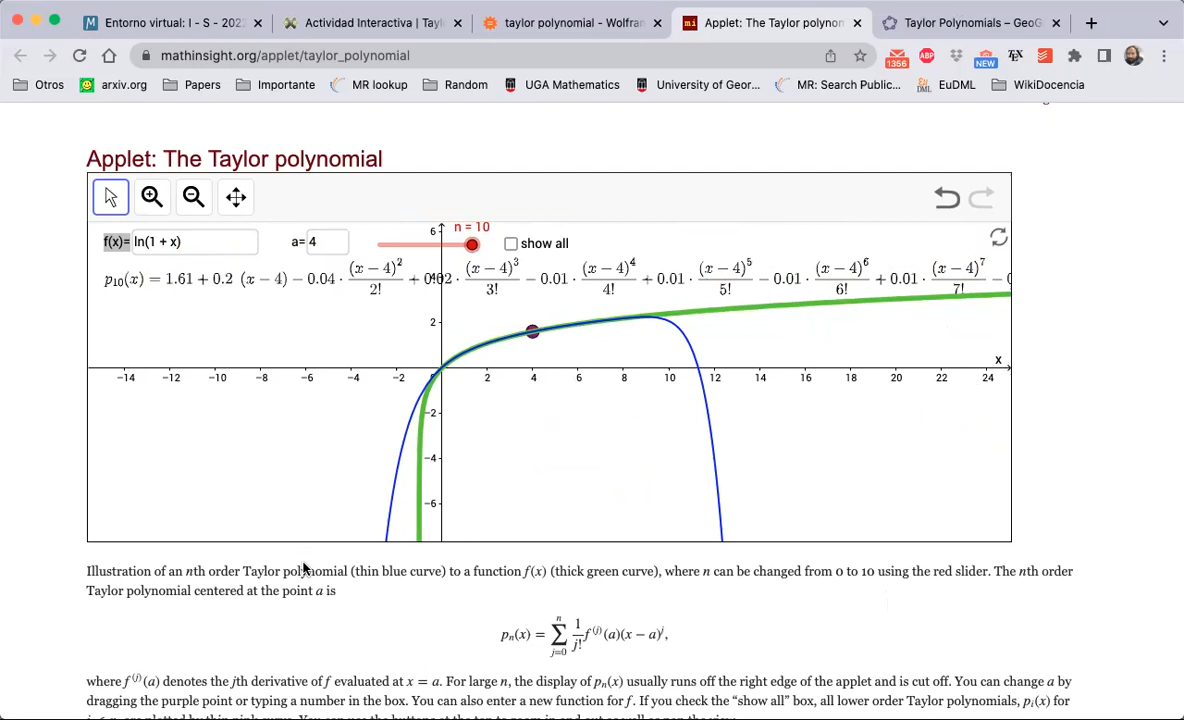 Entorno virtual: I - S - 202
Actividad Interactiva | Tayl
taylor polynomial - Wolfra
Applet: The Taylor polynom
Taylor Polynomials – GeoG
mathinsight.org/applet/taylor_polynomial
1356
ABP
NEW
TEX
Otros
arxiv.org
Papers
Importante
MR lookup
Random
UGA Mathematics
University of Geor...
MR: Search Public...
EuDML
WikiDocencia
Applet: The Taylor polynomial
n = 10
f(x)= ln(1 + x) a= 4 show all
p₁₀(x) = 1.61 + 0.2 (x − 4) − 0.04 · (x − 4)²/2! + 0.02 · (x − 4)³/3! − 0.01 · (x − 4)⁴/4! + 0.01 · (x − 4)⁵/5! − 0.01 · (x − 4)⁶/6! + 0.01 · (x − 4)⁷/7! − 0
6
4
2
x
-14 -12 -10 -8 -6 -4 -2 0 2 4 6 8 10 12 14 16 18 20 22 24
-2
-4
-6
Illustration of an nth order Taylor polynomial (thin blue curve) to a function f(x) (thick green curve), where n can be changed from 0 to 10 using the red slider. The nth order
Taylor polynomial centered at the point a is
pₙ(x) = ∑ⁿⱼ₌₀ 1/j! f⁽ʲ⁾(a)(x − a)ʲ,
where f⁽ʲ⁾(a) denotes the jth derivative of f evaluated at x = a. For large n, the display of pₙ(x) usually runs off the right edge of the applet and is cut off. You can change a by
dragging the purple point or typing a number in the box. You can also enter a new function for f. If you check the “show all” box, all lower order Taylor polynomials, pᵢ(x) for